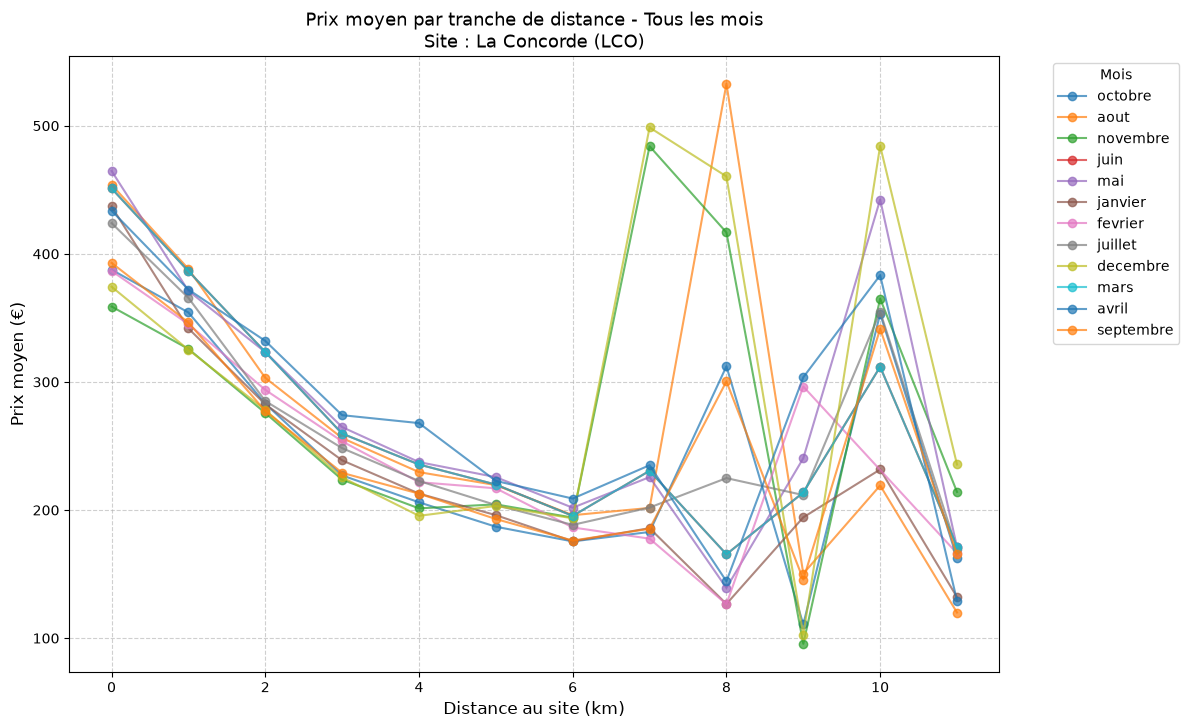 Prix moyen par tranche de distance - Tous les mois
Site : La Concorde (LCO)
Mois
octobre
aout
novembre
juin
mai
janvier
fevrier
juillet
decembre
mars
avril
septembre
Prix moyen (€)
500
400
300
200
100
0 2 4 6 8 10
Distance au site (km)